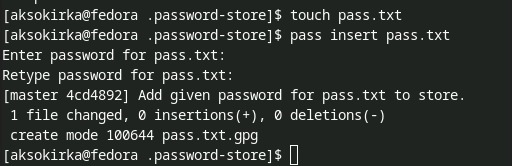 [aksokirka@fedora .password-store]$ touch pass.txt
[aksokirka@fedora .password-store]$ pass insert pass.txt
Enter password for pass.txt:
Retype password for pass.txt:
[master 4cd4892] Add given password for pass.txt to store.
 1 file changed, 0 insertions(+), 0 deletions(-)
 create mode 100644 pass.txt.gpg
[aksokirka@fedora .password-store]$